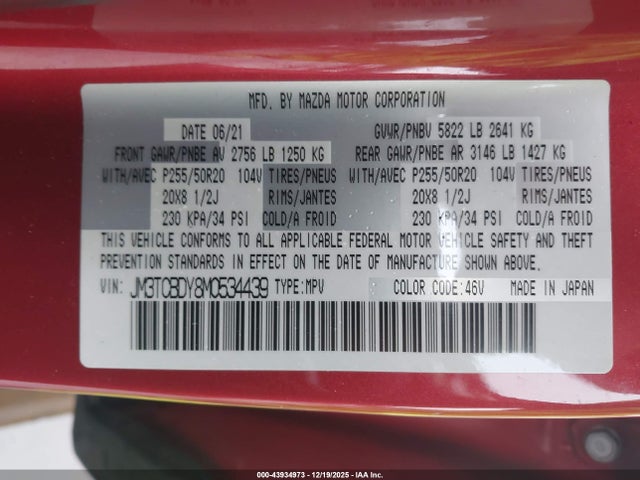 MFD. BY MAZDA MOTOR CORPORATION
DATE 06/21 GVWR/PNBV 5822 LB 2641 KG
FRONT GAWR/PNBE AV 2756 LB 1250 KG REAR GAWR/PNBE AR 3146 LB 1427 KG
WITH/AVEC P255/50R20 104V TIRES/PNEUS WITH/AVEC P255/50R20 104V TIRES/PNEUS
20X8 1/2J RIMS/JANTES 20X8 1/2J RIMS/JANTES
230 KPA/34 PSI COLD/A FROID 230 KPA/34 PSI COLD/A FROID
THIS VEHICLE CONFORMS TO ALL APPLICABLE FEDERAL MOTOR VEHICLE SAFETY AND THEFT
PREVENTION STANDARDS IN EFFECT ON THE DATE OF MANUFACTURE SHOWN ABOVE.
VIN: JM3TCBDY8M0534439 TYPE:MPV COLOR CODE:46V MADE IN JAPAN
000-43934973 - 12/19/2025 - IAA Inc.